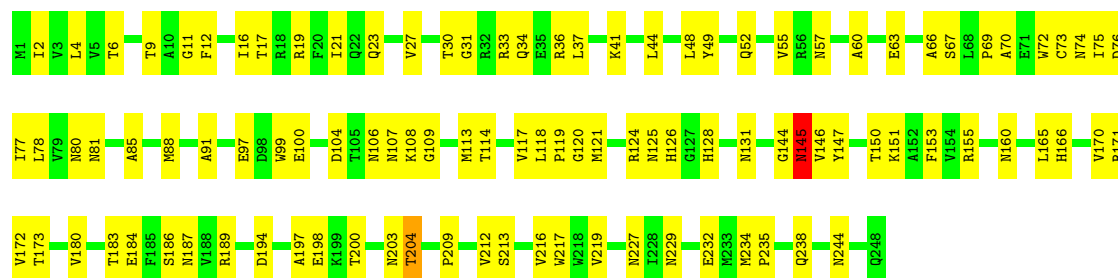 M1 I2 V3 L4 V5 T6 T9 A10 G11 F12 I16 T17 R18 R19 F20 I21 Q22 Q23 V27 T30 G31 R32 R33 Q34 E35 R36 L37 K41 L44 L48 Y49 Q52 V55 R56 N57 A60 E63 A66 S67 L68 P69 A70 E71 W72 C73 N74 I75
I77 L78 V79 N80 N81 A85 M88 A91 E97 D98 W99 E100 D104 T105 N106 N107 K108 G109 M113 T114 V117 L118 P119 G120 M121 R124 N125 H126 G127 H128 N131 G144 N145 V146 Y147 T150 K151 A152 F153 V154 R155 N160 L165 H166 V170
V172 T173 V180 T183 E184 F185 S186 N187 V188 R189 D194 A197 E198 K199 T200 N203 T204 P209 V212 S213 V216 W217 W218 V219 N227 I228 N229 E232 M233 M234 P235 Q238 N244 Q248